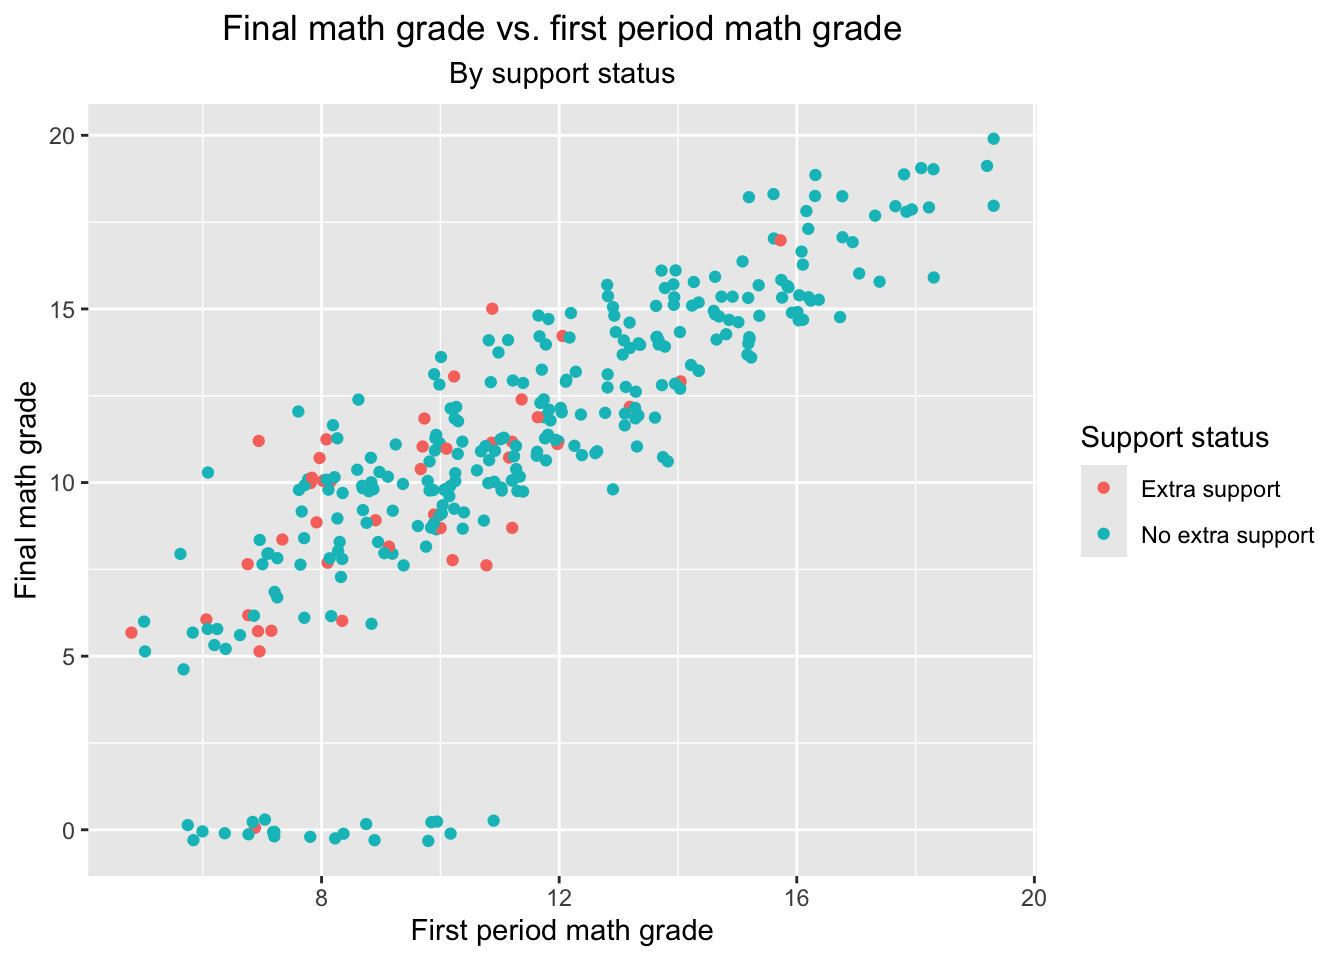 Final math grade vs. first period math grade
By support status
20
15
10
5
0
Final math grade
8
12
16
20
First period math grade
Support status
Extra support
No extra support